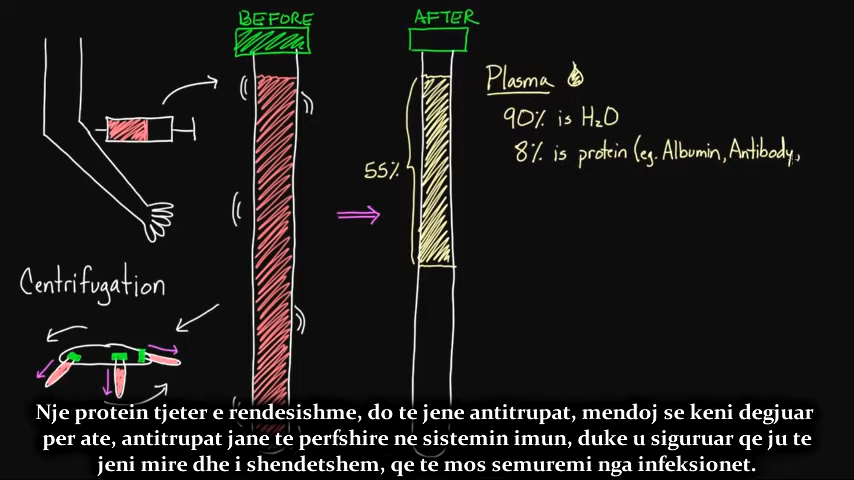 BEFORE
AFTER
Plasma
90% is H₂O
8% is protein (eg. Albumin, Antibody,
55%
Centrifugation
Nje protein tjeter e rendesishme, do te jene antitrupat, mendoj se keni degjuar
per ate, antitrupat jane te perfshire ne sistemin imun, duke u siguruar qe ju te
jeni mire dhe i shendetshem, qe te mos semuremi nga infeksionet.